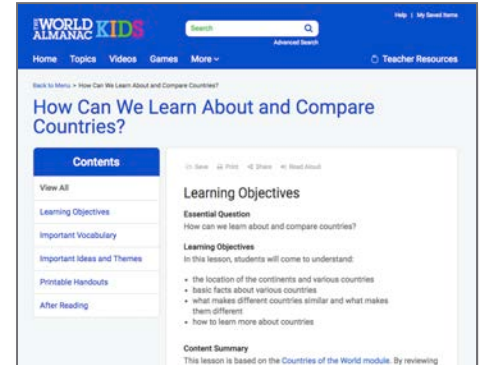 THE WORLD ALMANAC KIDS
Search
Help | My Saved Items
Advanced Search
Home Topics Videos Games More
Teacher Resources
Back to Menu > How Can We Learn About and Compare Countries?
How Can We Learn About and Compare
Countries?
Contents
View All
Learning Objectives
Important Vocabulary
Important Ideas and Themes
Printable Handouts
After Reading
Save Print Share Read Aloud
Learning Objectives
Essential Question
How can we learn about and compare countries?
Learning Objectives
In this lesson, students will come to understand:
• the location of the continents and various countries
• basic facts about various countries
• what makes different countries similar and what makes
them different
• how to learn more about countries
Content Summary
This lesson is based on the Countries of the World module. By reviewing